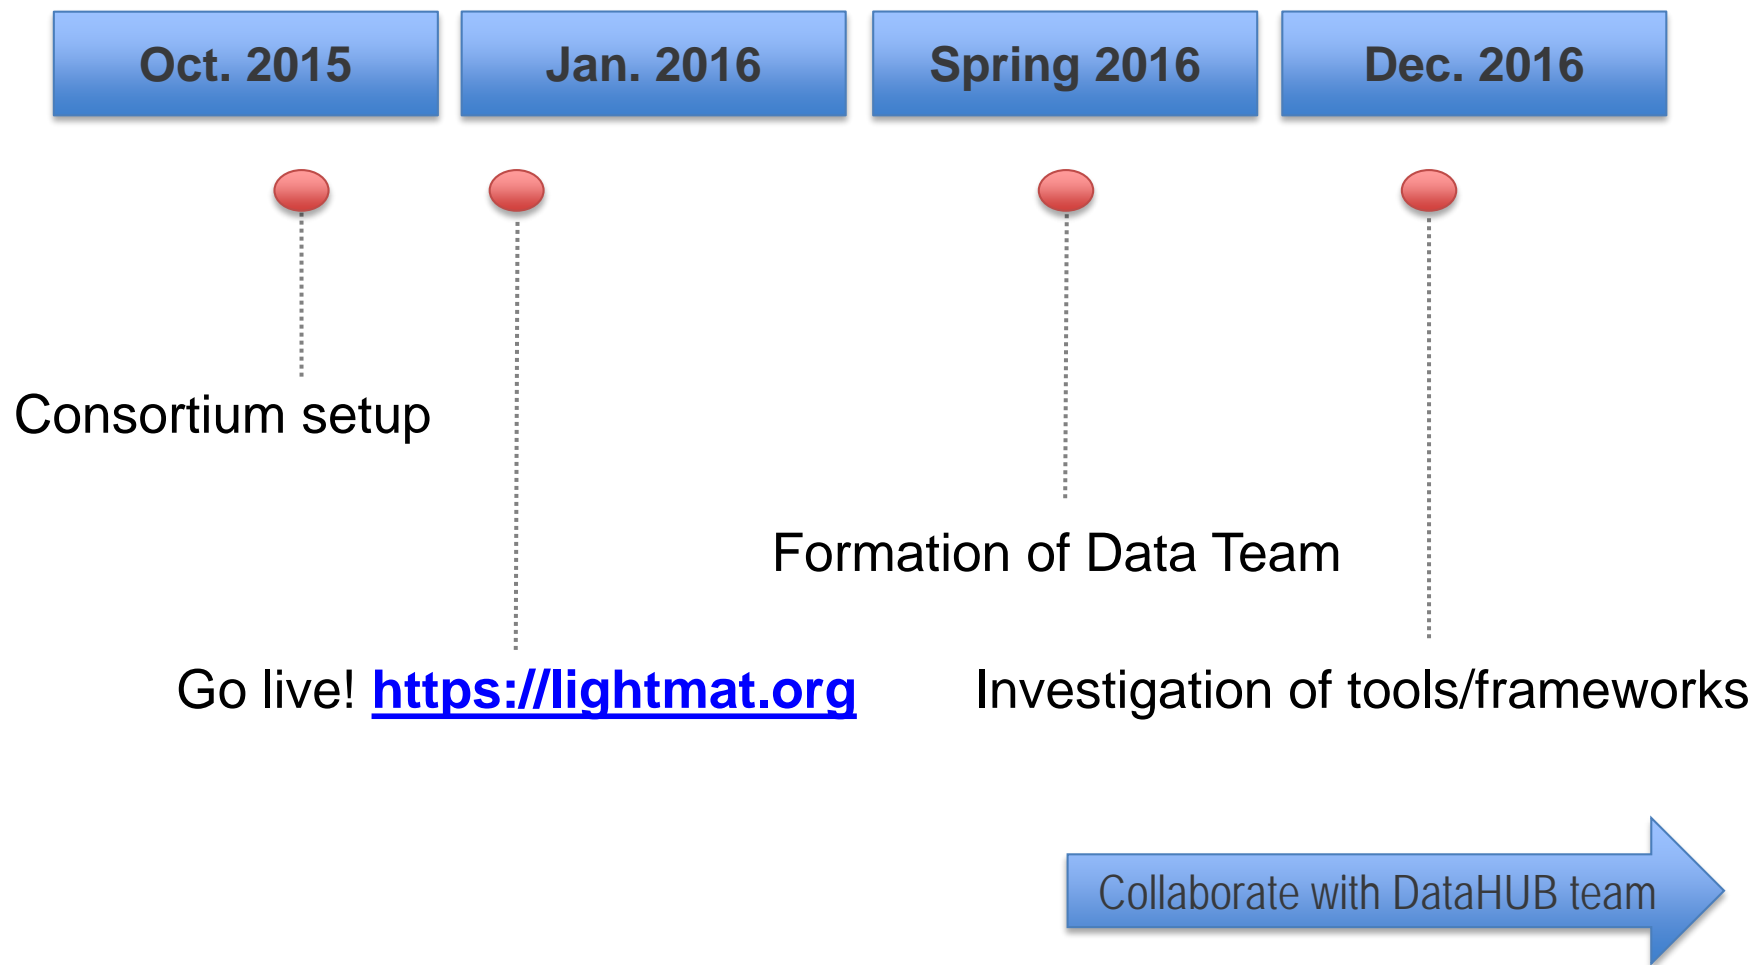 Oct. 2015
Jan. 2016
Spring 2016
Dec. 2016
Consortium setup
Formation of Data Team
Go live! https://lightmat.org
Investigation of tools/frameworks
Collaborate with DataHUB team